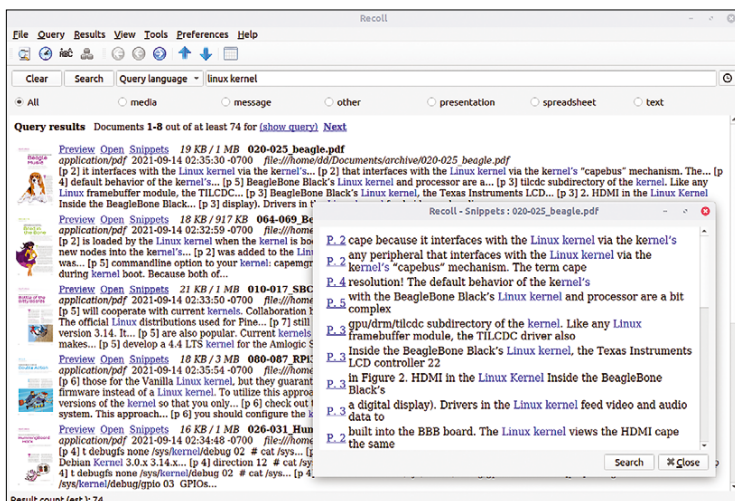 Recoll
File Query Results View Tools Preferences Help
Clear Search Query language linux kernel
All media message other presentation spreadsheet text
Query results Documents 1-8 out of at least 74 for (show query) Next
Preview Open Snippets 19 KB / 1 MB 020-025_beagle.pdf
application/pdf 2021-09-14 02:35:30 -0700 file:///home/dd/Documents/archive/020-025_beagle.pdf
[p 2] it interfaces with the Linux kernel via the kernel's... [p 2] that interfaces with the Linux kernel via the kernel's "capebus" mechanism. The... [p
4] default behavior of the kernel's... [p 5] BeagleBone Black's Linux kernel and processor are a... [p 3] tilcdc subdirectory of the kernel. Like any
Linux framebuffer module, the TILCDC... [p 3] BeagleBone Black's Linux kernel, the Texas Instruments LCD... [p 3] 2. HDMI in the Linux Kernel
Inside the BeagleBone Black... [p 3] display). Drivers in the
Preview Open Snippets 18 KB / 917 KB 064-069_Be
application/pdf 2021-09-14 02:32:59 -0700 file:///hom
[p 2] is loaded by the Linux kernel when the kernel is boo
new nodes into the kernel's... [p 2] was added to the Linu
was... [p 5] commandline option to your kernel: capemgr
during kernel boot. Because both of...
Preview Open Snippets 21 KB / 1 MB 010-017_SBC
application/pdf 2021-09-14 02:33:50 -0700 file:///hom
[p 5] will cooperate with current kernels. Collaboration b
The official Linux distributions used for Pine... [p 7] still
version 3.14. It... [p 5] are also popular. Current kernels
makes... [p 5] develop a 4.4 LTS kernel for the Amlogic S
Preview Open Snippets 18 KB / 3 MB 080-087_RPi3
application/pdf 2021-09-14 02:35:54 -0700 file:///hom
[p 6] those for the Vanilla Linux kernel, but they guarant
firmware instead of a Linux kernel. To utilize this approa
versions of the kernel so that you only... [p 6] check out t
system. This approach... [p 6] you should configure the k
Preview Open Snippets 16 KB / 1 MB 026-031_Hum
application/pdf 2021-09-14 02:34:48 -0700 file:///hom
[p 4] t debugfs none /sys/kernel/debug 02 # cat /sys/... [p
Debian Kernel 3.0.x 3.14.x... [p 4] direction 12 # cat /sy
4] t debugfs none /sys/kernel/debug 02 # cat /sys/... [p 4]
/sys/kernel/debug/gpio 03 GPIOs...
Result count (est.): 74
Recoll - Snippets : 020-025_beagle.pdf
P. 2 cape because it interfaces with the Linux kernel via the kernel's
P. 2 any peripheral that interfaces with the Linux kernel via the
kernel's "capebus" mechanism. The term cape
P. 4 resolution! The default behavior of the kernel's
P. 5 with the BeagleBone Black's Linux kernel and processor are a bit
complex
P. 3 gpu/drm/tilcdc subdirectory of the kernel. Like any Linux
framebuffer module, the TILCDC driver also
P. 3 Inside the BeagleBone Black's Linux kernel, the Texas Instruments
LCD controller 22
P. 3 in Figure 2. HDMI in the Linux Kernel Inside the BeagleBone
Black's
P. 3 a digital display). Drivers in the Linux kernel feed video and audio
data to
P. 2 built into the BBB board. The Linux kernel views the HDMI cape
the same
Search Close